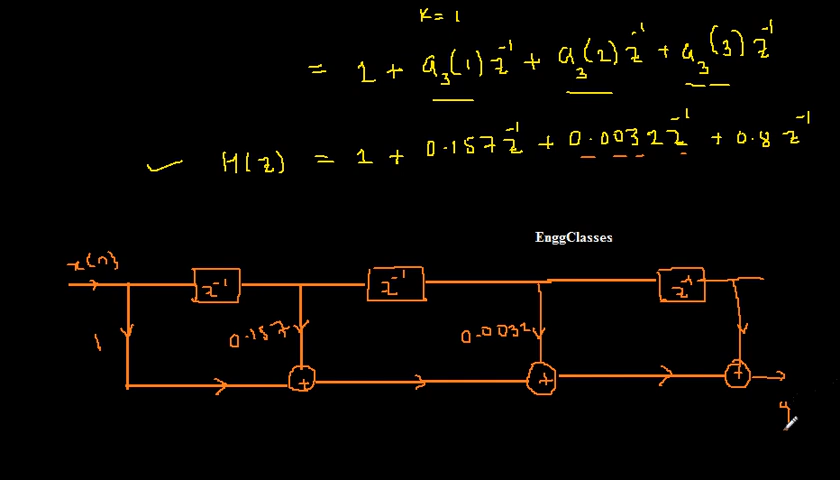 K = 1
= 1 + a₃(1) z⁻¹ + a₃(2) z⁻¹ + a₃(3) z⁻¹
H(z) = 1 + 0.157 z⁻¹ + 0.0032 z⁻¹ + 0.8 z⁻¹
EnggClasses
x(n)
z⁻¹ z⁻¹ z⁻¹
1 0.157 0.0032
+ + +
y